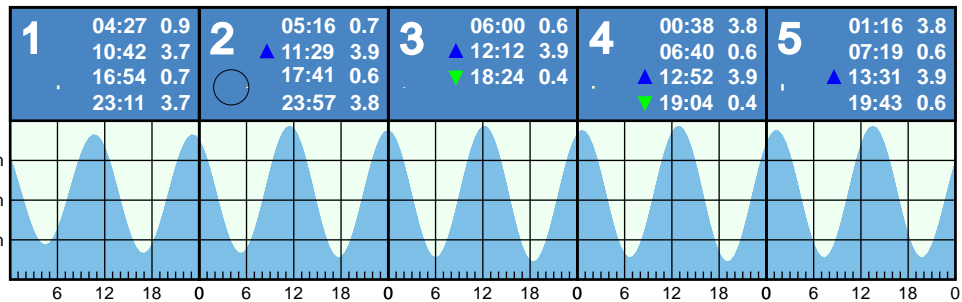 1
04:27 0.9
10:42 3.7
16:54 0.7
23:11 3.7
2
05:16 0.7
▲ 11:29 3.9
17:41 0.6
23:57 3.8
3
06:00 0.6
▲ 12:12 3.9
▼ 18:24 0.4
4
00:38 3.8
06:40 0.6
▲ 12:52 3.9
▼ 19:04 0.4
5
01:16 3.8
07:19 0.6
▲ 13:31 3.9
19:43 0.6
m
m
m
6 12 18 0 6 12 18 0 6 12 18 0 6 12 18 0 6 12 18 0